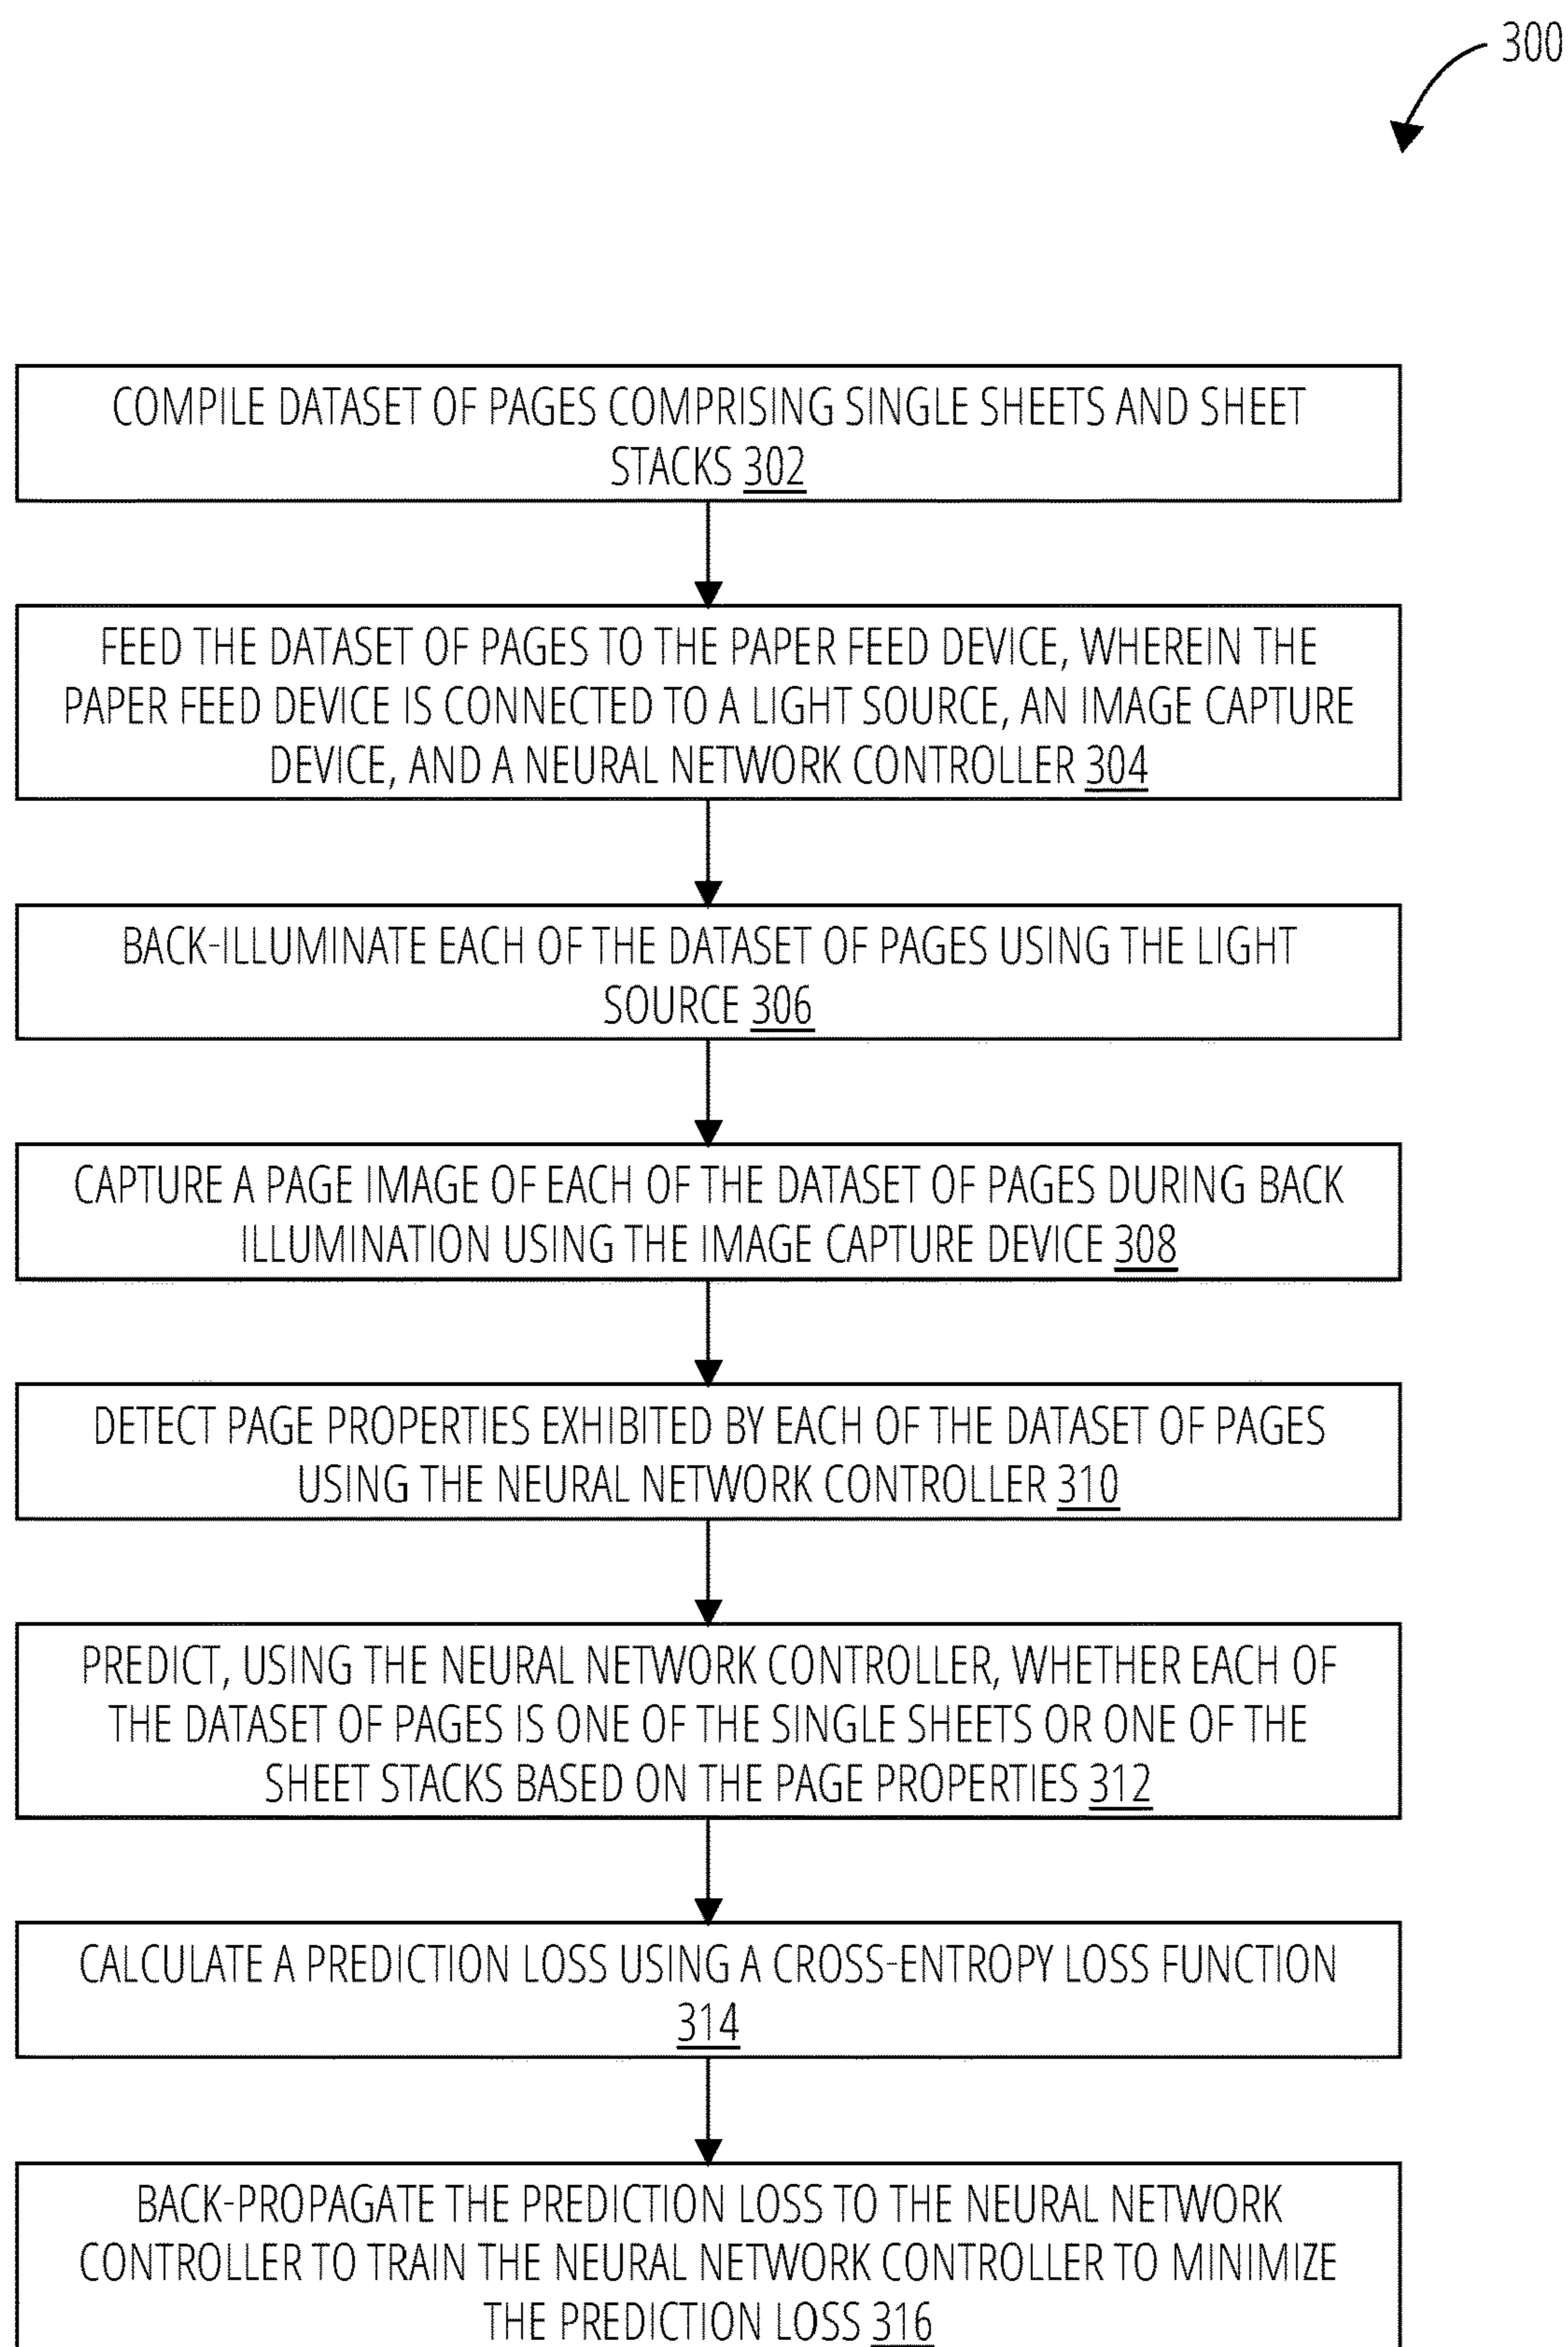 300
COMPILE DATASET OF PAGES COMPRISING SINGLE SHEETS AND SHEET
STACKS 302
FEED THE DATASET OF PAGES TO THE PAPER FEED DEVICE, WHEREIN THE
PAPER FEED DEVICE IS CONNECTED TO A LIGHT SOURCE, AN IMAGE CAPTURE
DEVICE, AND A NEURAL NETWORK CONTROLLER 304
BACK-ILLUMINATE EACH OF THE DATASET OF PAGES USING THE LIGHT
SOURCE 306
CAPTURE A PAGE IMAGE OF EACH OF THE DATASET OF PAGES DURING BACK
ILLUMINATION USING THE IMAGE CAPTURE DEVICE 308
DETECT PAGE PROPERTIES EXHIBITED BY EACH OF THE DATASET OF PAGES
USING THE NEURAL NETWORK CONTROLLER 310
PREDICT, USING THE NEURAL NETWORK CONTROLLER, WHETHER EACH OF
THE DATASET OF PAGES IS ONE OF THE SINGLE SHEETS OR ONE OF THE
SHEET STACKS BASED ON THE PAGE PROPERTIES 312
CALCULATE A PREDICTION LOSS USING A CROSS-ENTROPY LOSS FUNCTION
314
BACK-PROPAGATE THE PREDICTION LOSS TO THE NEURAL NETWORK
CONTROLLER TO TRAIN THE NEURAL NETWORK CONTROLLER TO MINIMIZE
THE PREDICTION LOSS 316